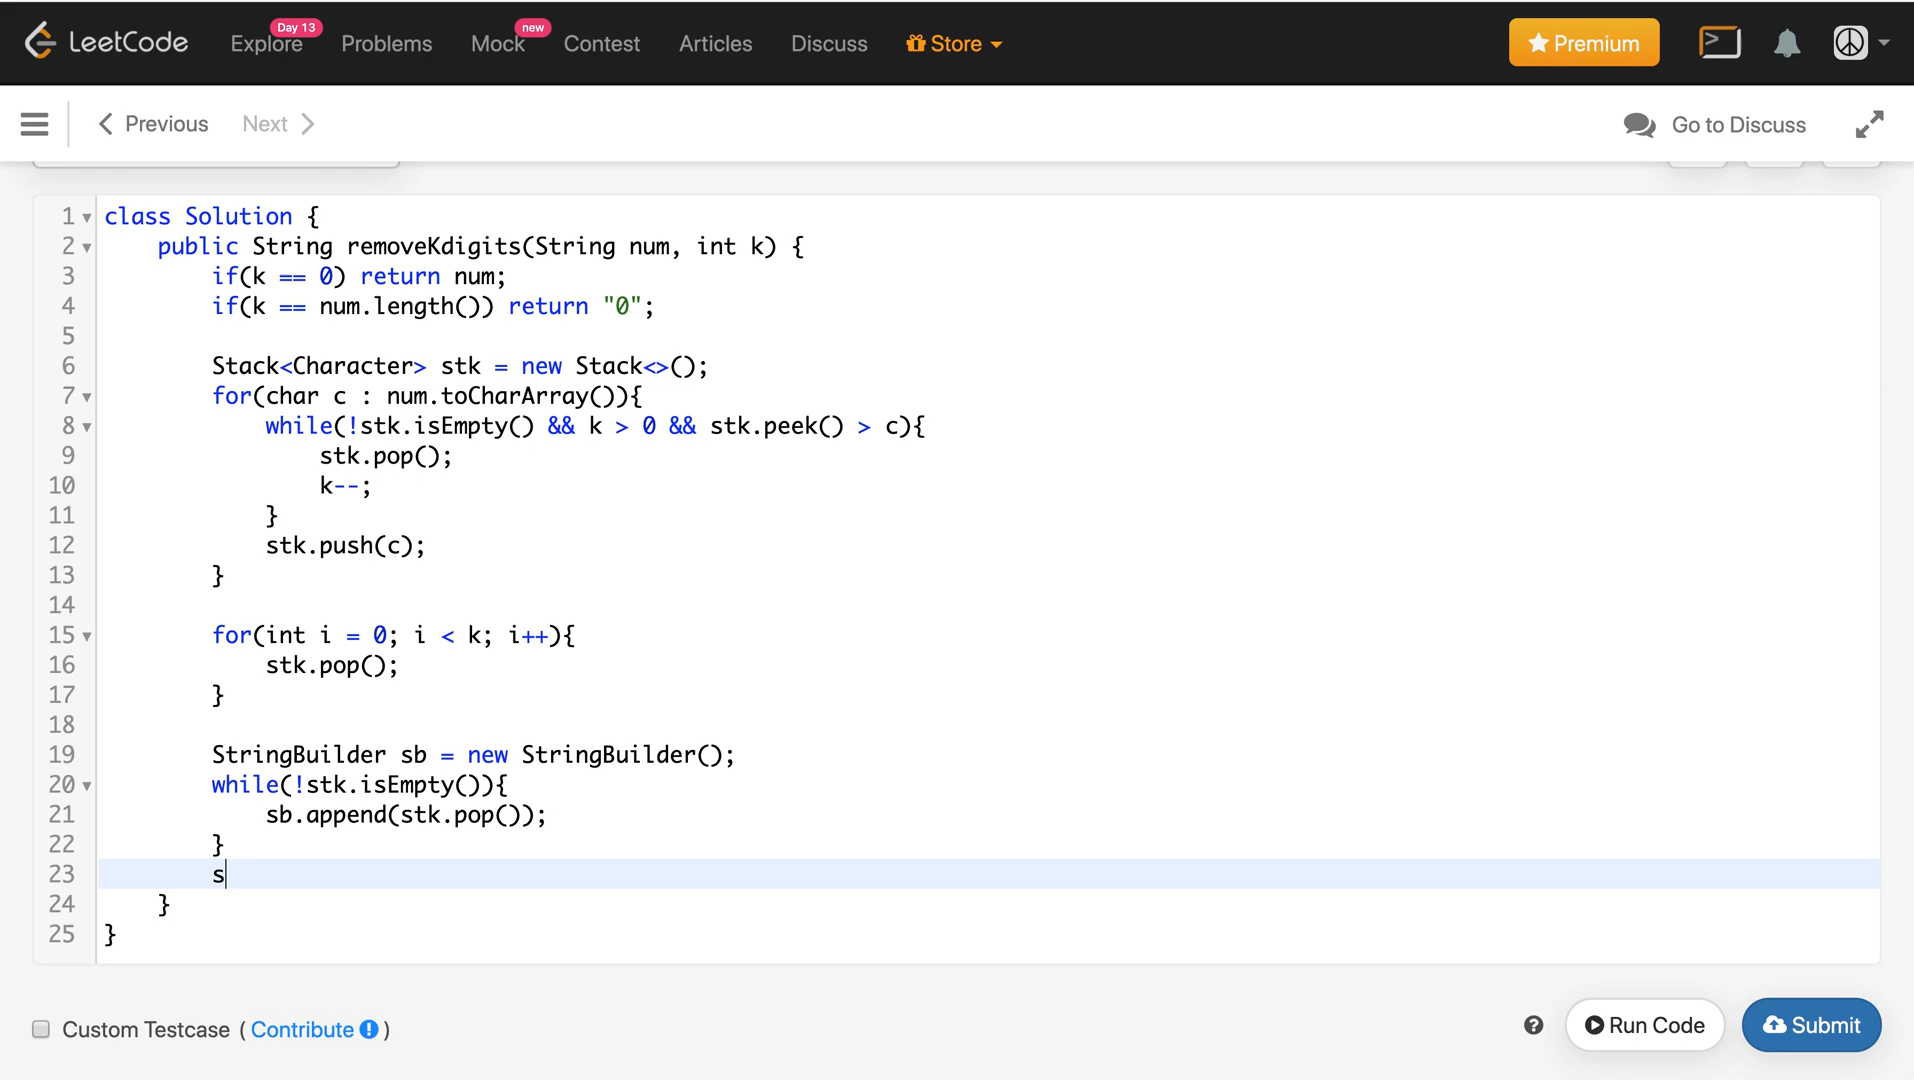 LeetCode Explore Day 13 Problems Mock new Contest Articles Discuss Store Premium
Previous Next Go to Discuss
1 class Solution {
2 public String removeKdigits(String num, int k) {
3 if(k == 0) return num;
4 if(k == num.length()) return "0";
5
6 Stack<Character> stk = new Stack<>();
7 for(char c : num.toCharArray()){
8 while(!stk.isEmpty() && k > 0 && stk.peek() > c){
9 stk.pop();
10 k--;
11 }
12 stk.push(c);
13 }
14
15 for(int i = 0; i < k; i++){
16 stk.pop();
17 }
18
19 StringBuilder sb = new StringBuilder();
20 while(!stk.isEmpty()){
21 sb.append(stk.pop());
22 }
23 s
24 }
25 }
Custom Testcase ( Contribute ) Run Code Submit